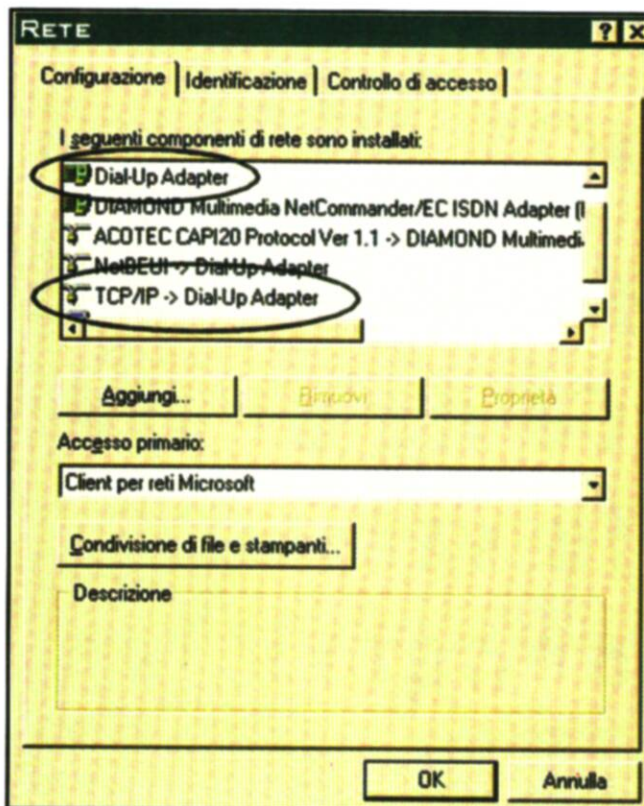 RETE
Configurazione Identificazione Controllo di accesso
I seguenti componenti di rete sono installati:
Dial-Up Adapter
DIAMOND Multimedia NetCommander/EC ISDN Adapter (I
ACOTEC CAPI20 Protocol Ver 1.1 -> DIAMOND Multimedi
NetBEUI -> Dial-Up Adapter
TCP/IP -> Dial-Up Adapter
Aggiungi... Rimuovi Proprietà
Accesso primario:
Client per reti Microsoft
Condivisione di file e stampanti...
Descrizione
OK Annulla